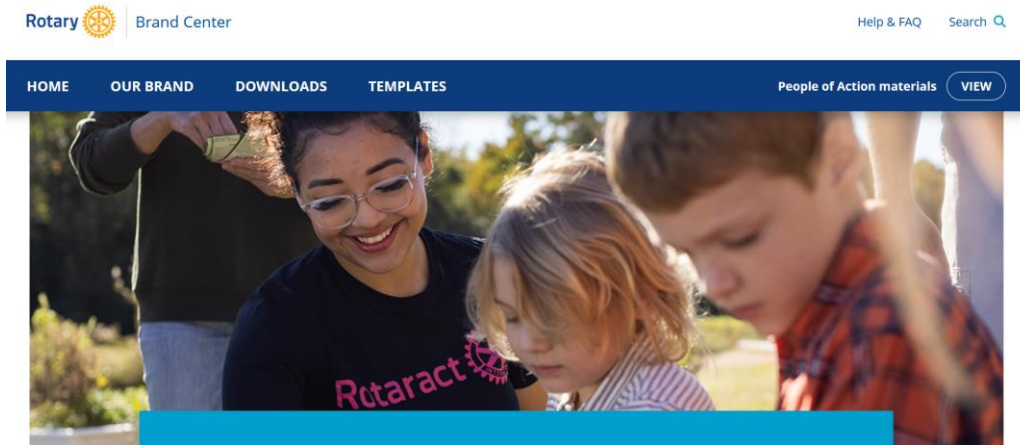 Rotary Brand Center
Help & FAQ Search
HOME OUR BRAND DOWNLOADS TEMPLATES
People of Action materials VIEW
Rotaract